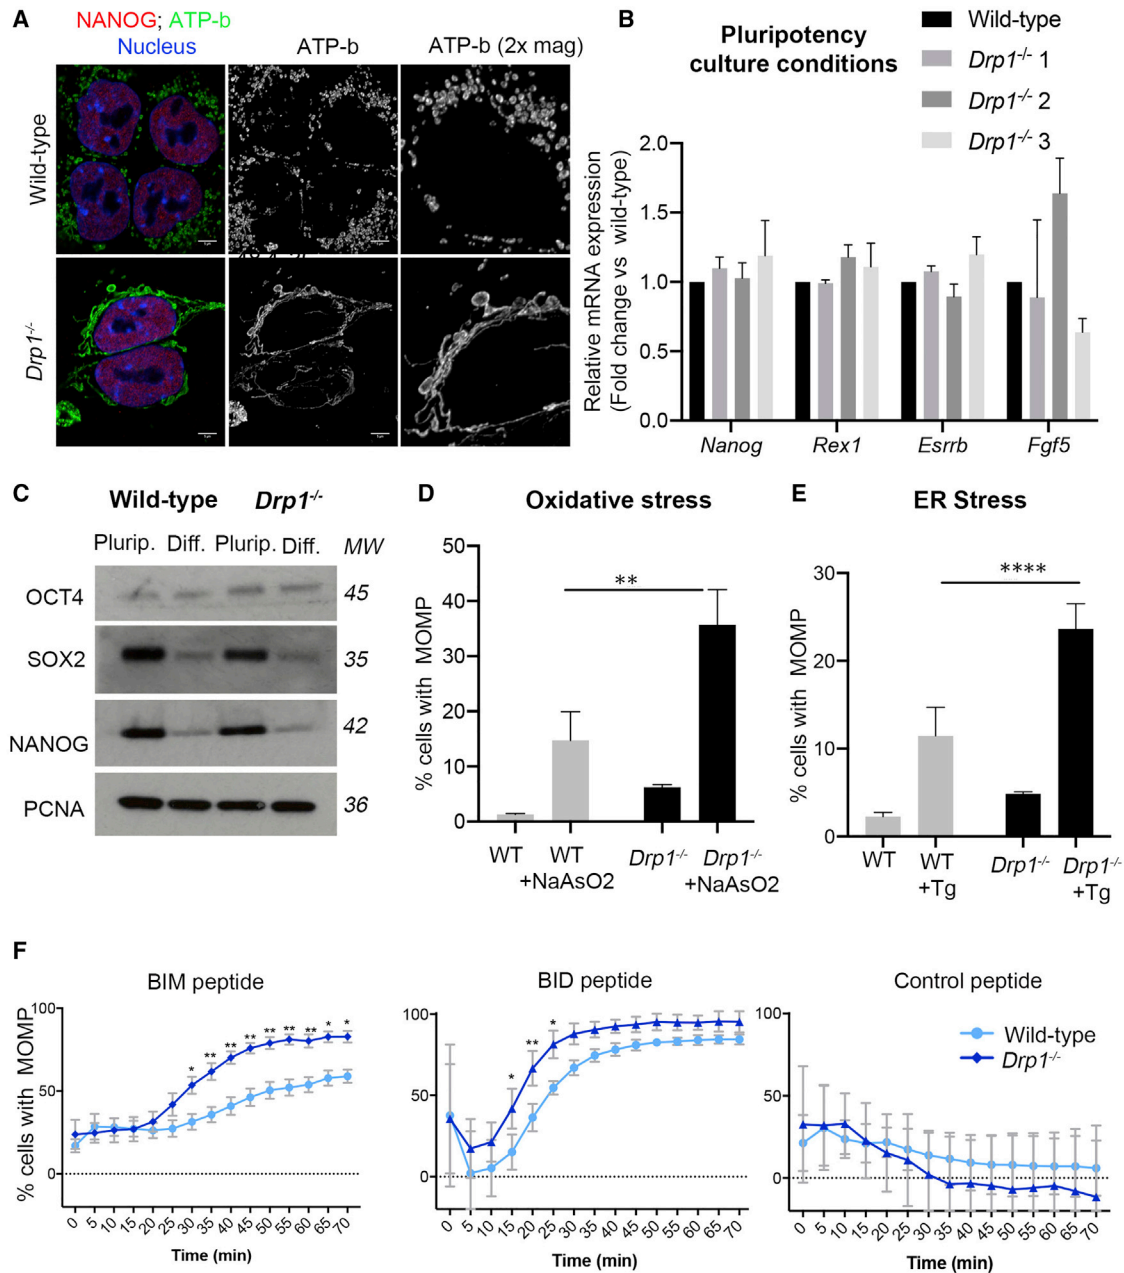 A
NANOG; ATP-b
Nucleus
ATP-b
ATP-b (2x mag)
Wild-type
Drp1-/-
B
Pluripotency
culture conditions
Wild-type
Drp1-/- 1
Drp1-/- 2
Drp1-/- 3
Relative mRNA expression
(Fold change vs wild-type)
2.0
1.5
1.0
0.5
0.0
Nanog
Rex1
Esrrb
Fgf5
C
Wild-type
Drp1-/-
Plurip.
Diff.
Plurip.
Diff.
MW
OCT4
45
SOX2
35
NANOG
42
PCNA
36
D
Oxidative stress
% cells with MOMP
50
40
30
20
10
0
**
WT
WT
+NaAsO2
Drp1-/-
Drp1-/-
+NaAsO2
E
ER Stress
% cells with MOMP
30
20
10
0
****
WT
WT
+Tg
Drp1-/-
Drp1-/-
+Tg
F
BIM peptide
% cells with MOMP
100
50
0
* ** ** ** ** ** ** * *
0 5 10 15 20 25 30 35 40 45 50 55 60 65 70
Time (min)
BID peptide
100
50
0
* ** *
0 5 10 15 20 25 30 35 40 45 50 55 60 65 70
Time (min)
Control peptide
100
50
0
Wild-type
Drp1-/-
0 5 10 15 20 25 30 35 40 45 50 55 60 65 70
Time (min)